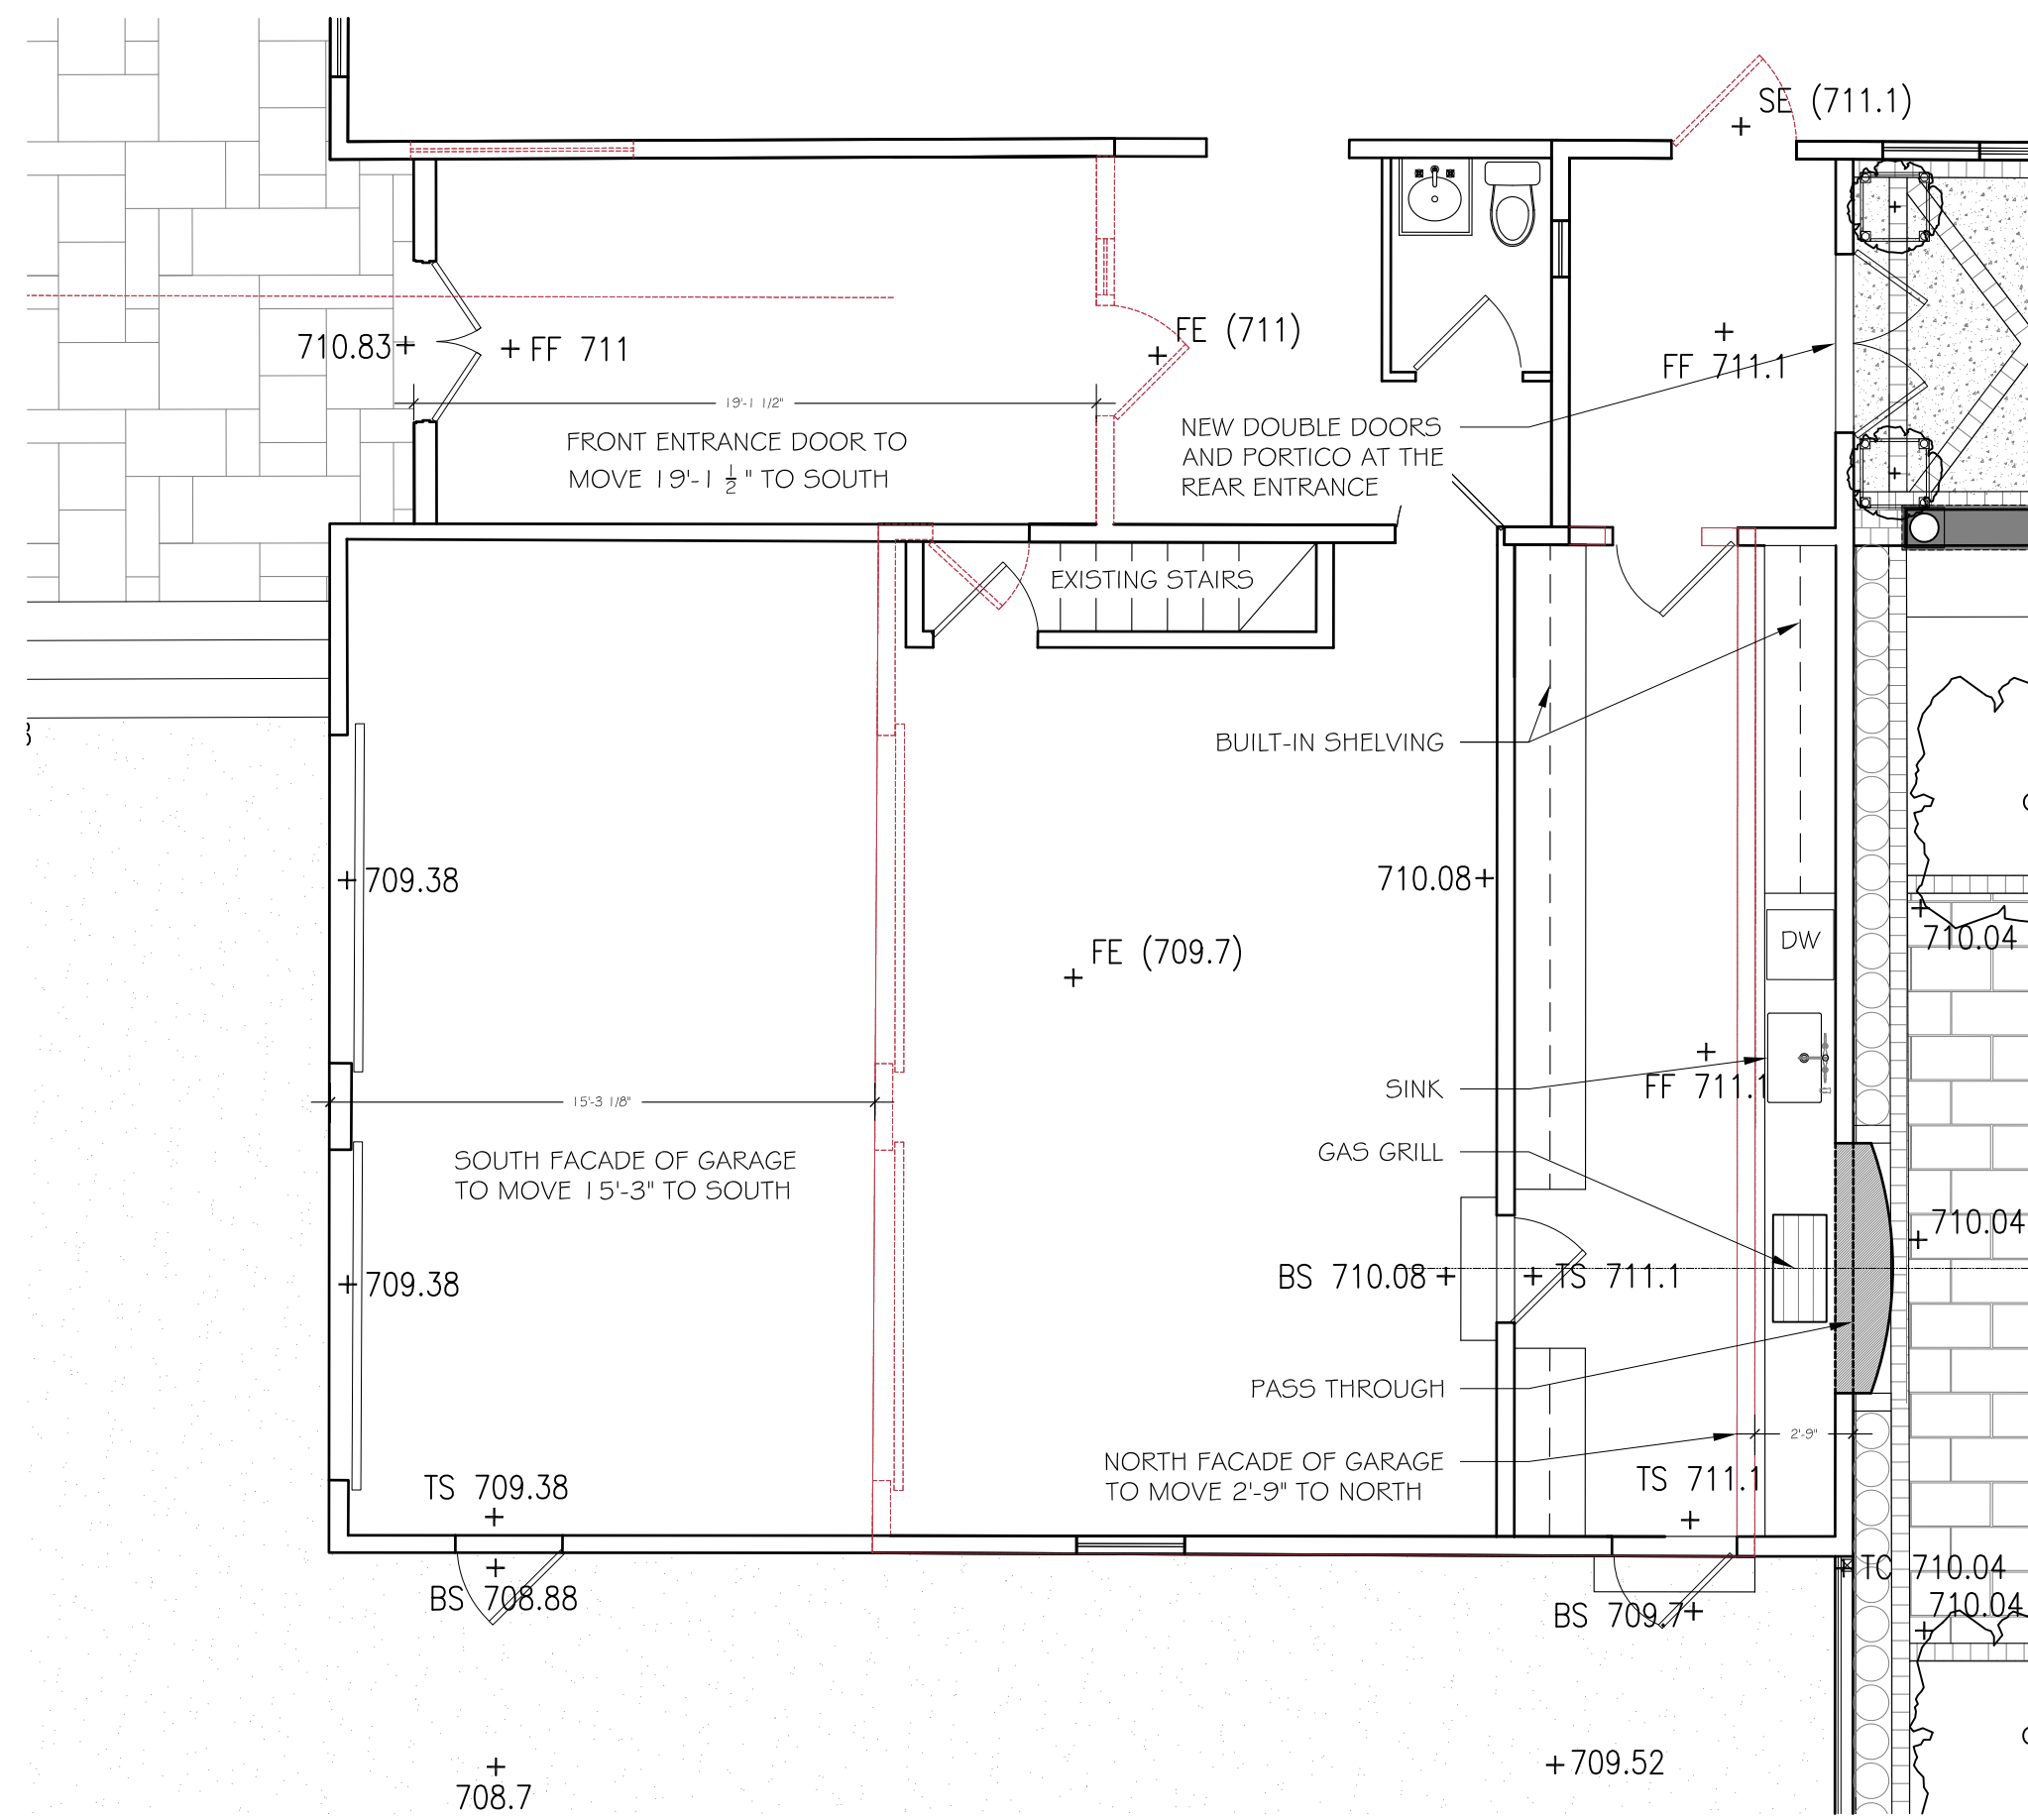 SE (711.1)
FE (711)
710.83
FF 711
FF 711.1
19'-1 1/2"
FRONT ENTRANCE DOOR TO
MOVE 19'-1 1/2" TO SOUTH
NEW DOUBLE DOORS
AND PORTICO AT THE
REAR ENTRANCE
EXISTING STAIRS
BUILT-IN SHELVING
709.38
710.08
FE (709.7)
DW
710.04
SINK
FF 711.1
15'-3 1/8"
GAS GRILL
SOUTH FACADE OF GARAGE
TO MOVE 15'-3" TO SOUTH
710.04
709.38
BS 710.08
TS 711.1
PASS THROUGH
2'-9"
NORTH FACADE OF GARAGE
TO MOVE 2'-9" TO NORTH
TS 709.38
TS 711.1
BS 708.88
TC 710.04
710.04
BS 709.7
708.7
709.52